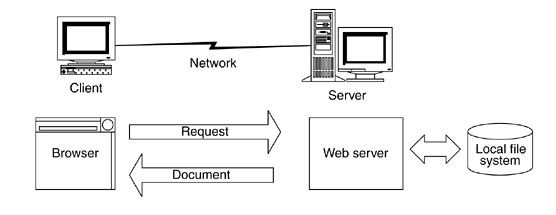 Network
Client
Server
Request
Browser
Web server
Local file
system
Document